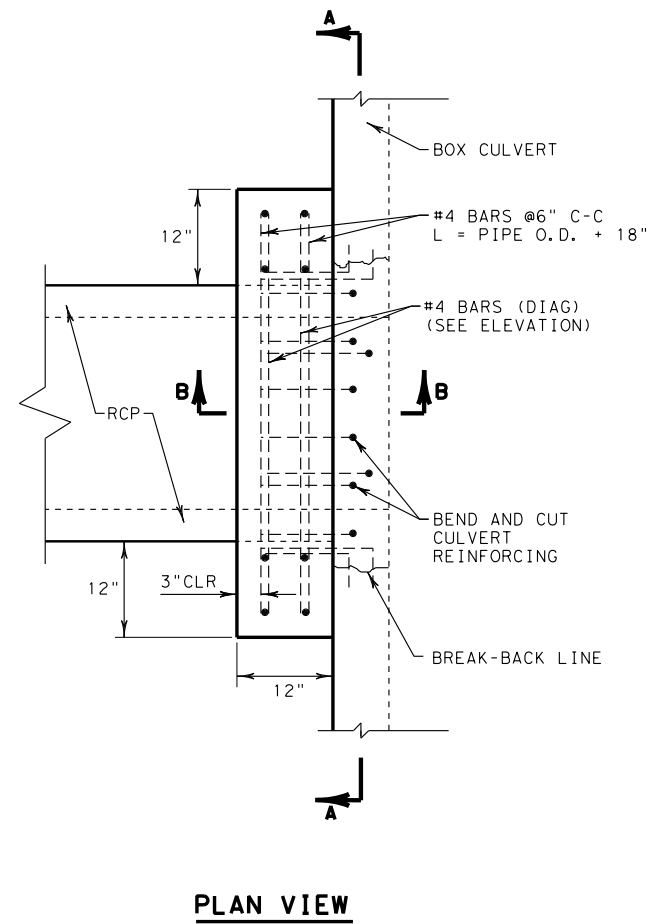 A
BOX CULVERT
#4 BARS @6" C-C
L = PIPE O.D. + 18"
12"
#4 BARS (DIAG)
(SEE ELEVATION)
B
B
RCP
BEND AND CUT
CULVERT
REINFORCING
3"CLR
12"
BREAK-BACK LINE
12"
A
PLAN VIEW